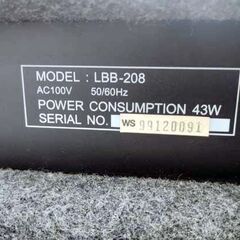 MODEL : LBB-208
AC100V 50/60Hz
POWER CONSUMPTION 43W
SERIAL NO. WS 99120091